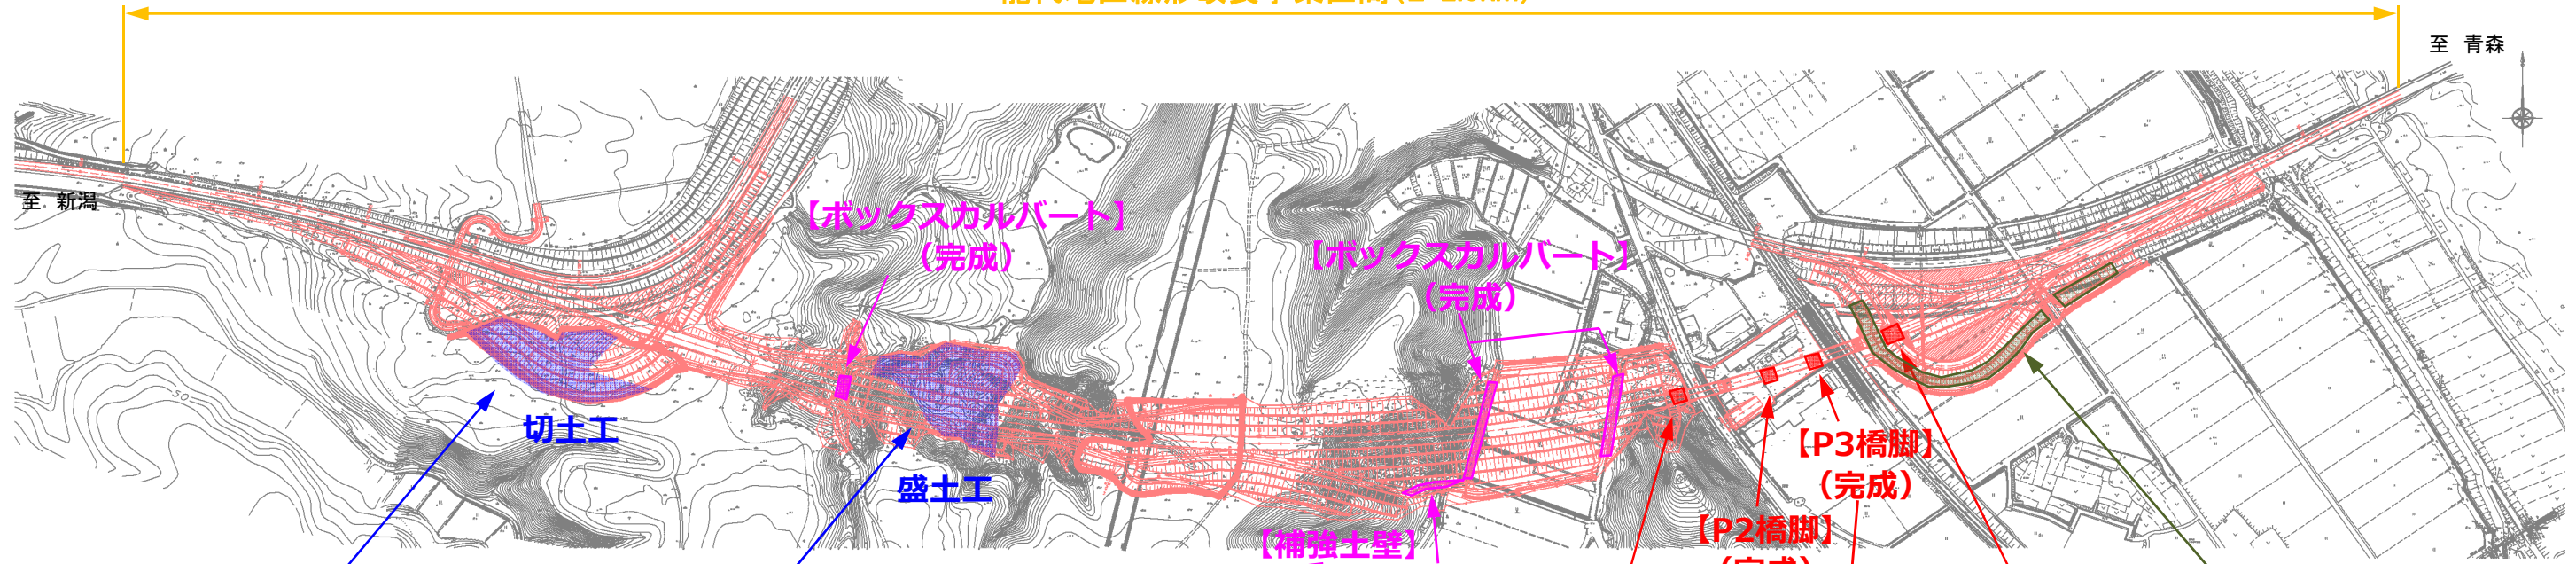 至 青森
至 新潟
【ボックスカルバート】
(完成)
【ボックスカルバート】
(完成)
切土工
盛土工
【P3橋脚】
(完成)
【P2橋脚】
【補強土壁】
50